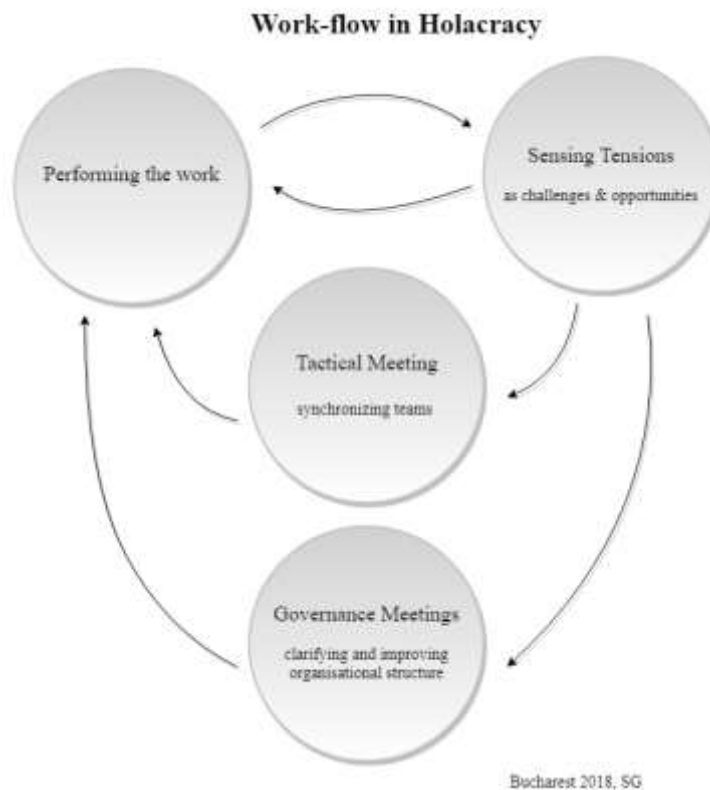 Work-flow in Holacracy
Performing the work
Sensing Tensions
as challenges & opportunities
Tactical Meeting
synchronizing teams
Governance Meetings
clarifying and improving
organisational structure
Bucharest 2018, SG